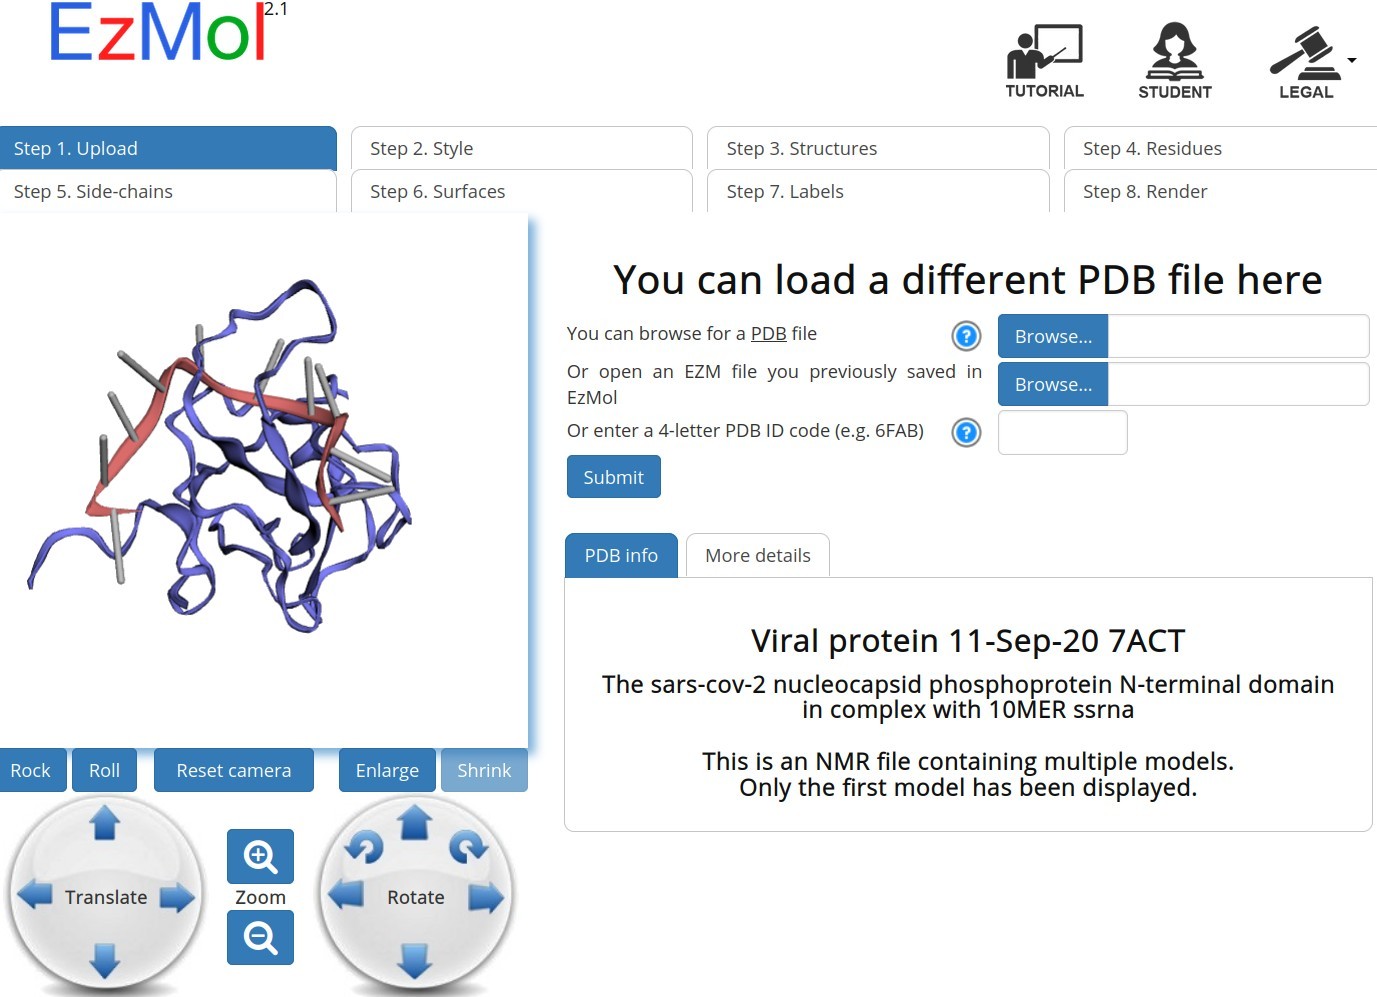 EzMol 2.1
TUTORIAL
STUDENT
LEGAL
Step 1. Upload
Step 2. Style
Step 3. Structures
Step 4. Residues
Step 5. Side-chains
Step 6. Surfaces
Step 7. Labels
Step 8. Render
You can load a different PDB file here
You can browse for a PDB file
?
Browse...
Or open an EZM file you previously saved in
EzMol
Browse...
Or enter a 4-letter PDB ID code (e.g. 6FAB)
?
Submit
PDB info
More details
Viral protein 11-Sep-20 7ACT
The sars-cov-2 nucleocapsid phosphoprotein N-terminal domain
in complex with 10MER ssrna
This is an NMR file containing multiple models.
Only the first model has been displayed.
Rock
Roll
Reset camera
Enlarge
Shrink
Translate
Zoom
Rotate